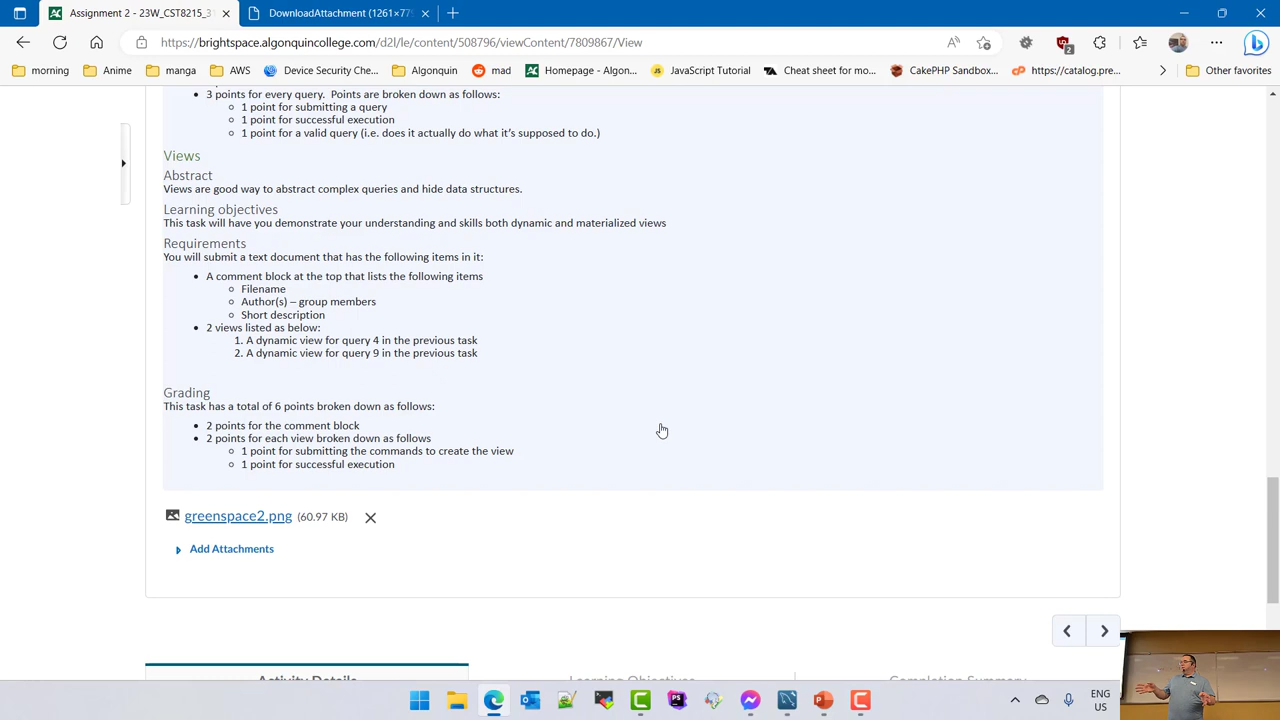 Assignment 2 - 23W_CST8215_3
DownloadAttachment (1261×77
https://brightspace.algonquincollege.com/d2l/le/content/508796/viewContent/7809867/View
morning
Anime
manga
AWS
Device Security Che...
Algonquin
mad
Homepage - Algon...
JavaScript Tutorial
Cheat sheet for mo...
CakePHP Sandbox...
https://catalog.pre...
Other favorites
• 3 points for every query. Points are broken down as follows:
○ 1 point for submitting a query
○ 1 point for successful execution
○ 1 point for a valid query (i.e. does it actually do what it's supposed to do.)
Views
Abstract
Views are good way to abstract complex queries and hide data structures.
Learning objectives
This task will have you demonstrate your understanding and skills both dynamic and materialized views
Requirements
You will submit a text document that has the following items in it:
• A comment block at the top that lists the following items
○ Filename
○ Author(s) – group members
○ Short description
• 2 views listed as below:
1. A dynamic view for query 4 in the previous task
2. A dynamic view for query 9 in the previous task
Grading
This task has a total of 6 points broken down as follows:
• 2 points for the comment block
• 2 points for each view broken down as follows
○ 1 point for submitting the commands to create the view
○ 1 point for successful execution
greenspace2.png (60.97 KB)
Add Attachments
Activity Details
Learning Objectives
Completion Summary
ENG
US